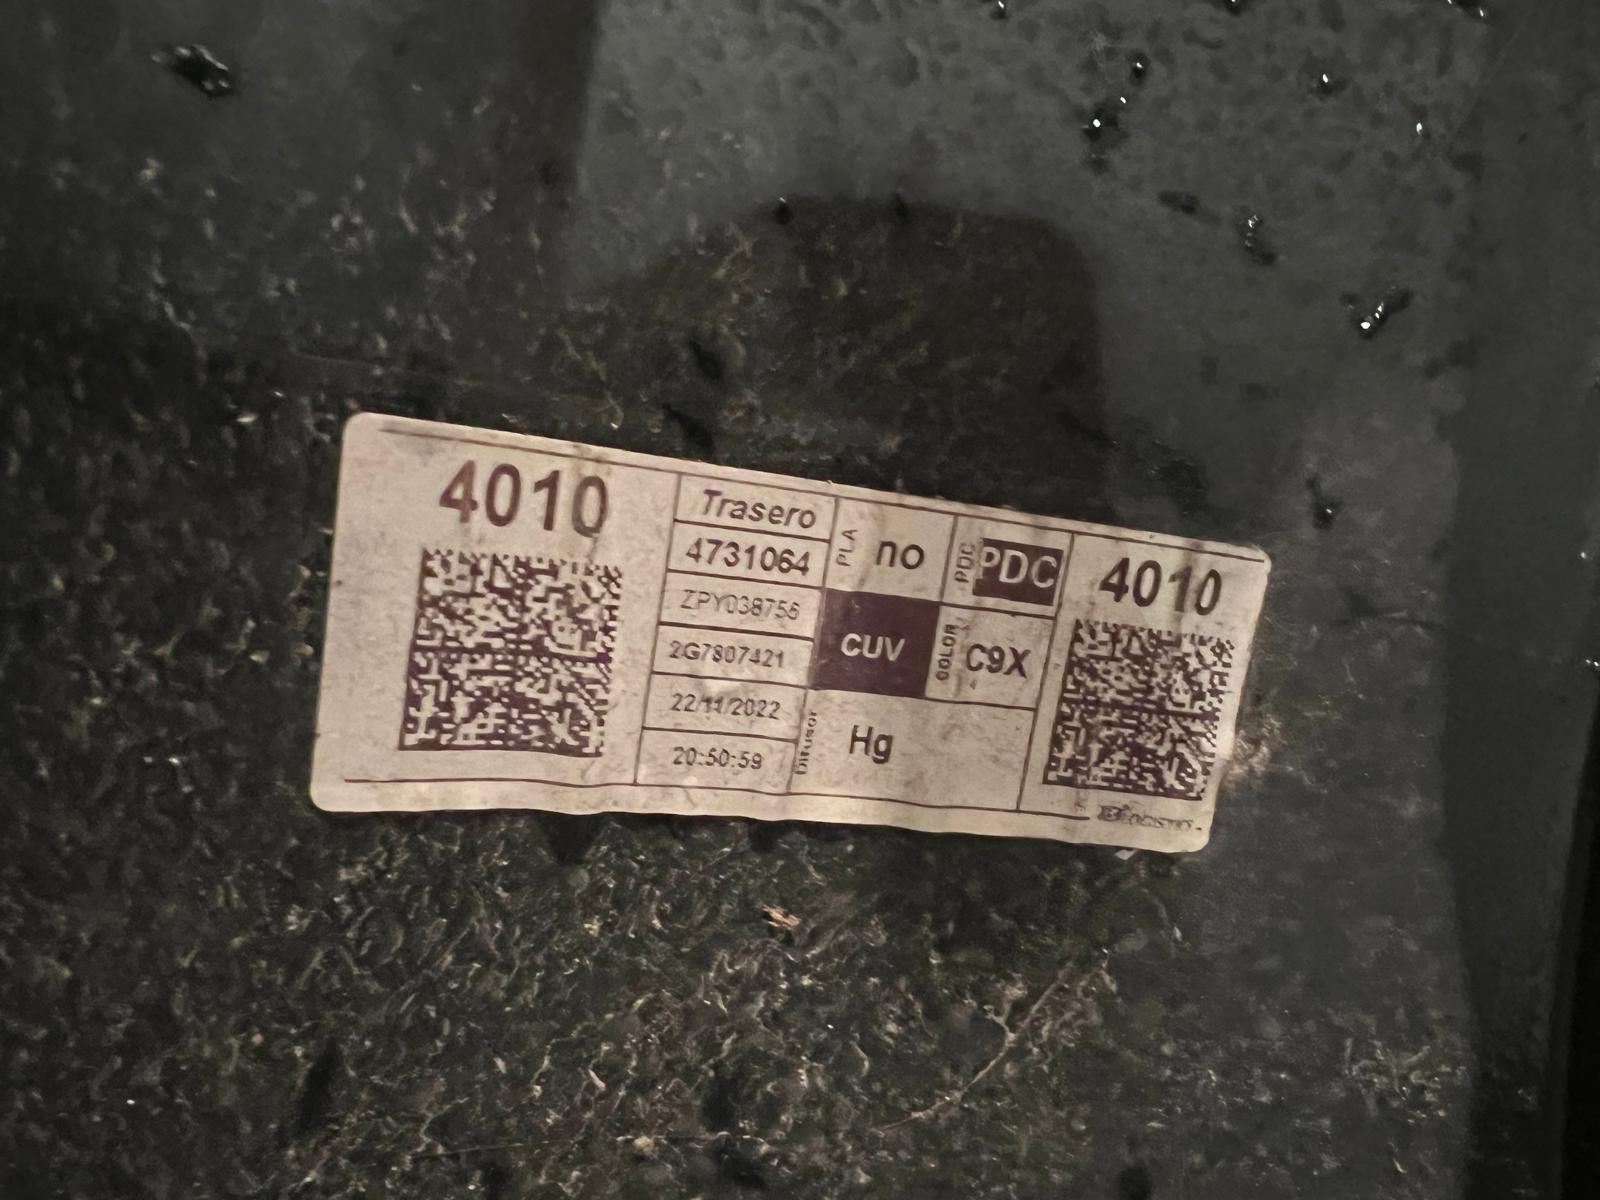 4010
Trasero
4731064
ZPY038756
2G7807421
22/11/2022
20:50:59
PLA
no
PDC
PDC
CUV
COLOR
C9X
Difusor
Hg
4010